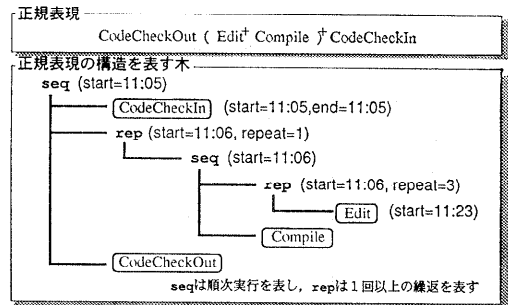 正規表現
CodeCheckOut ( Edit+ Compile )+ CodeCheckIn
正規表現の構造を表す木
seq (start=11:05)
CodeCheckIn (start=11:05,end=11:05)
rep (start=11:06, repeat=1)
seq (start=11:06)
rep (start=11:06, repeat=3)
Edit (start=11:23)
Compile
CodeCheckOut
seqは順次実行を表し，repは１回以上の繰返を表す